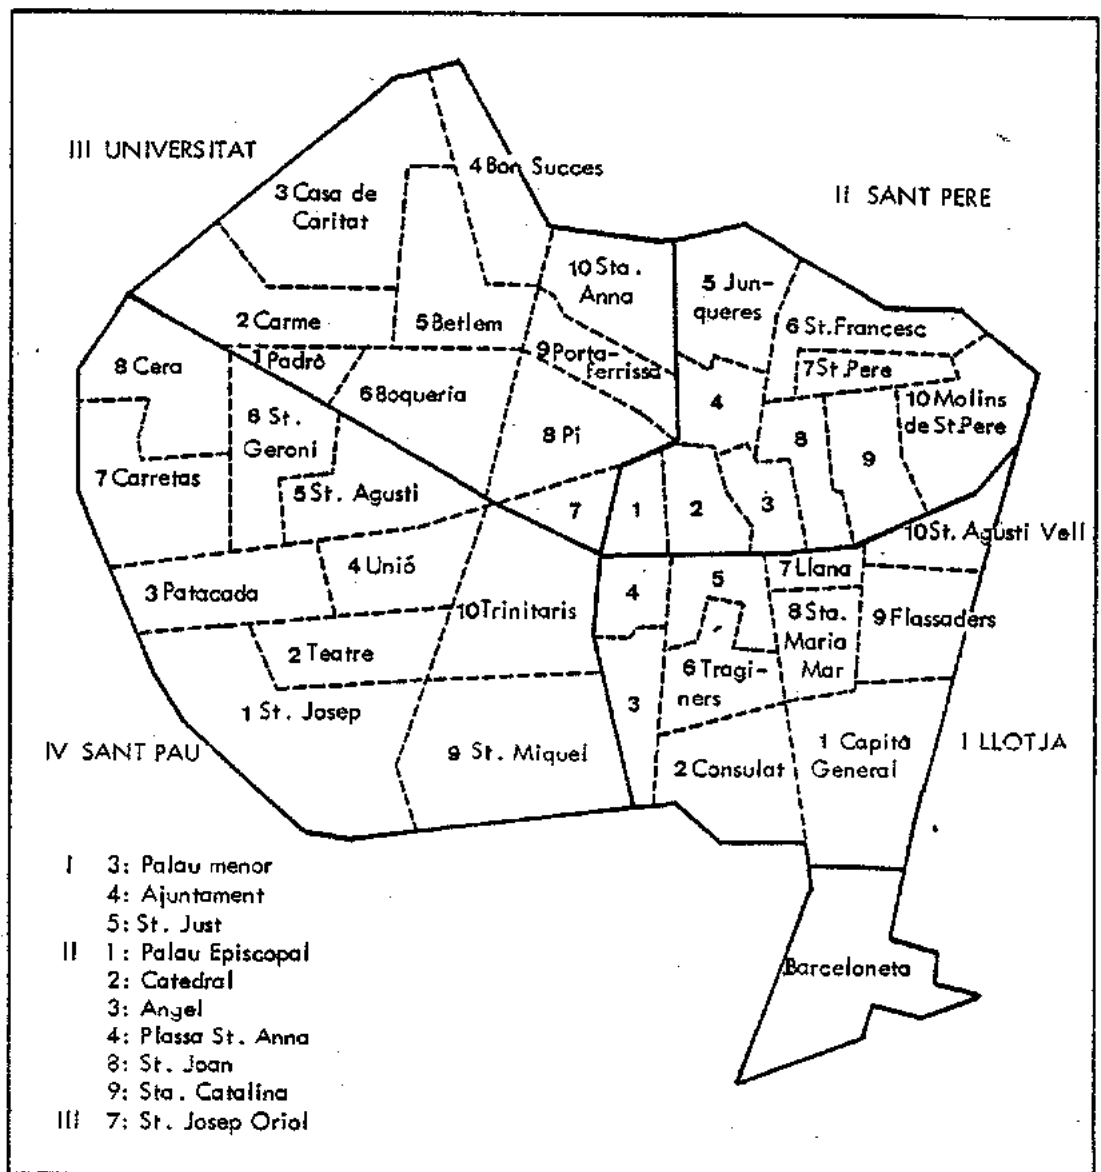 III UNIVERSITAT
4 Bon Succes
3 Casa de
Caritat
II SANT PERE
10 Sta.
Anna
5 Jun-
queres
2 Carme
5 Betlem
6 St. Francesc
8 Cera
1 Padró
9 Porta-
ferrissa
7 St. Pere
6 Boqueria
4
10 Molins
de St. Pere
8 St.
Geroni
8 Pi
8
9
7 Carretas
5 St. Agusti
7
1
2
3
10 St. Agusti Vell
4 Unió
3 Patacada
4
5
7 Llana
10 Trinitaris
8 Sta.
Maria
Mar
9 Flassaders
2 Teatre
6 Tragi-
ners
3
1 St. Josep
IV SANT PAU
9 St. Miquel
2 Consulat
1 Capità
General
I LLOTJA
Barceloneta
I 3: Palau menor
4: Ajuntament
5: St. Just
II 1: Palau Episcopal
2: Catedral
3: Angel
4: Plassa St. Anna
8: St. Joan
9: Sta. Catalina
III 7: St. Josep Oriol